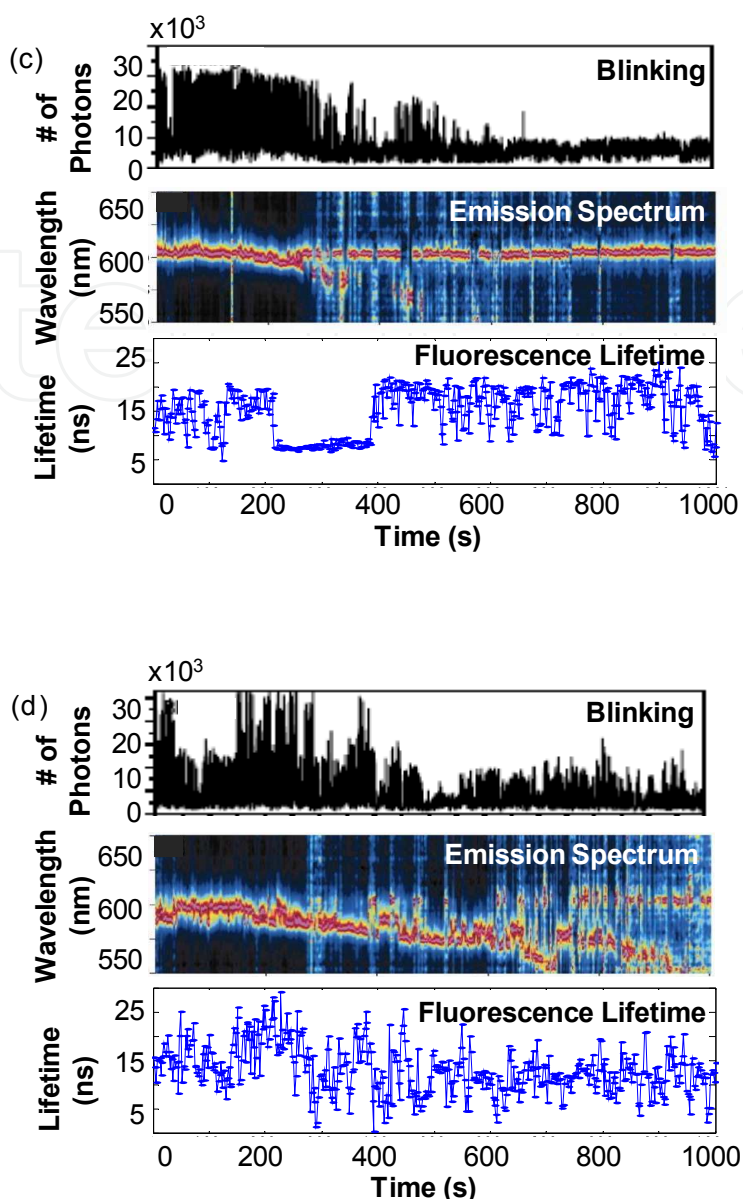 (c)
x10³
# of Photons
30
20
10
0
Blinking
Wavelength (nm)
650
600
550
Emission Spectrum
Lifetime (ns)
25
15
5
Fluorescence Lifetime
0 200 400 600 800 1000
Time (s)
(d)
x10³
# of Photons
30
20
10
0
Blinking
Wavelength (nm)
650
600
550
Emission Spectrum
Lifetime (ns)
25
15
5
Fluorescence Lifetime
0 200 400 600 800 1000
Time (s)